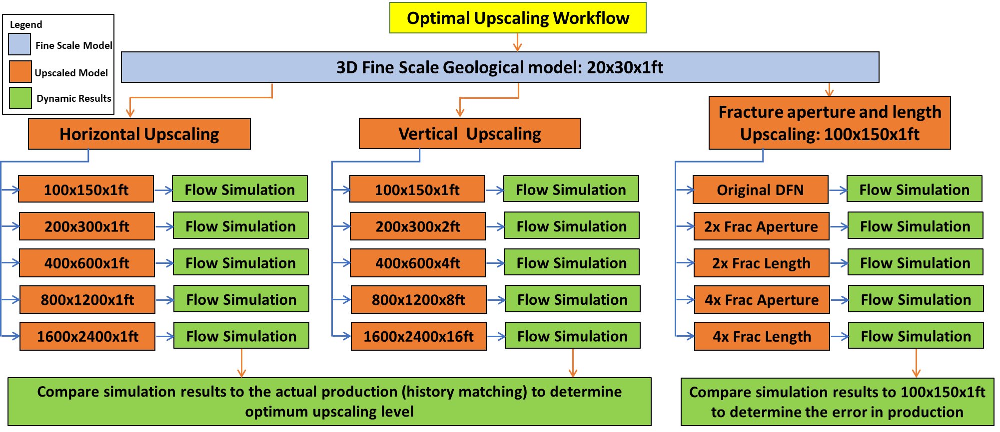 Optimal Upscaling Workflow
Legend
Fine Scale Model
Upscaled Model
Dynamic Results
3D Fine Scale Geological model: 20x30x1ft
Horizontal Upscaling
100x150x1ft
Flow Simulation
200x300x1ft
Flow Simulation
400x600x1ft
Flow Simulation
800x1200x1ft
Flow Simulation
1600x2400x1ft
Flow Simulation
Vertical  Upscaling
100x150x1ft
Flow Simulation
200x300x2ft
Flow Simulation
400x600x4ft
Flow Simulation
800x1200x8ft
Flow Simulation
1600x2400x16ft
Flow Simulation
Compare simulation results to the actual production (history matching) to determine
optimum upscaling level
Fracture aperture and length
Upscaling: 100x150x1ft
Original DFN
Flow Simulation
2x Frac Aperture
Flow Simulation
2x Frac Length
Flow Simulation
4x Frac Aperture
Flow Simulation
4x Frac Length
Flow Simulation
Compare simulation results to 100x150x1ft
to determine the error in production